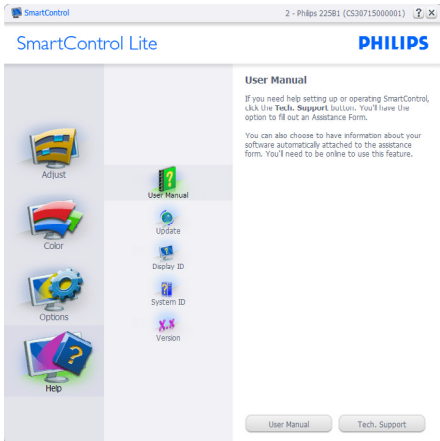 SmartControl
2 - Philips 225B1 (CS30715000001)
SmartControl Lite
PHILIPS
Adjust
Color
Options
Help
User Manual
Update
Display ID
System ID
X.X
Version
User Manual
If you need help setting up or operating SmartControl,
click the Tech. Support button. You'll have the
option to fill out an Assistance Form.
You can also choose to have information about your
software automatically attached to the assistance
form. You'll need to be online to use this feature.
User Manual
Tech. Support